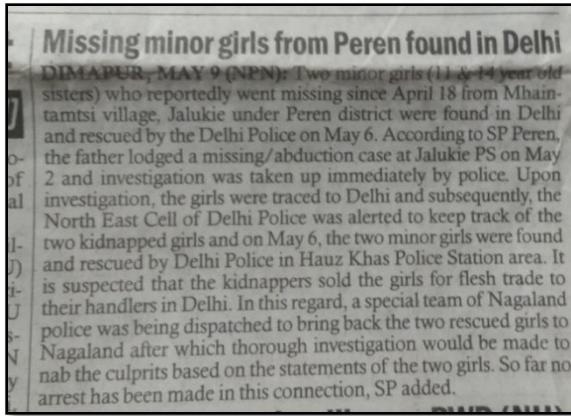 Missing minor girls from Peren found in Delhi
DIMAPUR, MAY 9 (NPN): Two minor girls (11 & 14 year old
sisters) who reportedly went missing since April 18 from Mhain-
tamtsi village, Jalukie under Peren district were found in Delhi
and rescued by the Delhi Police on May 6. According to SP Peren,
the father lodged a missing/abduction case at Jalukie PS on May
2 and investigation was taken up immediately by police. Upon
investigation, the girls were traced to Delhi and subsequently, the
North East Cell of Delhi Police was alerted to keep track of the
two kidnapped girls and on May 6, the two minor girls were found
and rescued by Delhi Police in Hauz Khas Police Station area. It
is suspected that the kidnappers sold the girls for flesh trade to
their handlers in Delhi. In this regard, a special team of Nagaland
police was being dispatched to bring back the two rescued girls to
Nagaland after which thorough investigation would be made to
nab the culprits based on the statements of the two girls. So far no
arrest has been made in this connection, SP added.